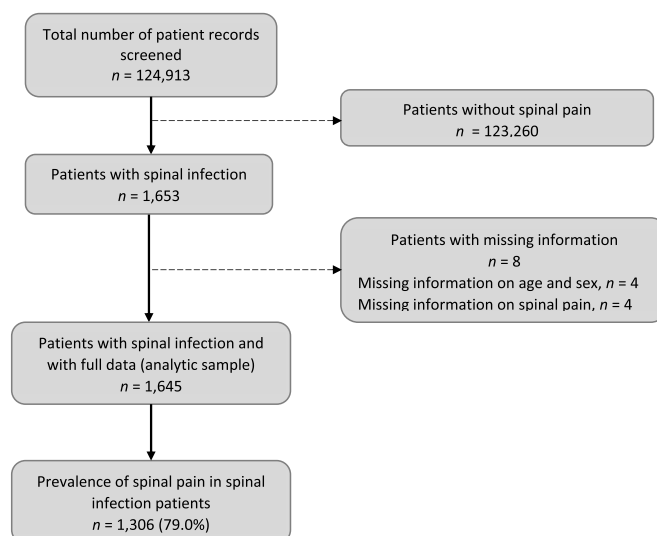 Total number of patient records
screened
n = 124,913
Patients without spinal pain
n = 123,260
Patients with spinal infection
n = 1,653
Patients with missing information
n = 8
Missing information on age and sex, n = 4
Missing information on spinal pain, n = 4
Patients with spinal infection and
with full data (analytic sample)
n = 1,645
Prevalence of spinal pain in spinal
infection patients
n = 1,306 (79.0%)